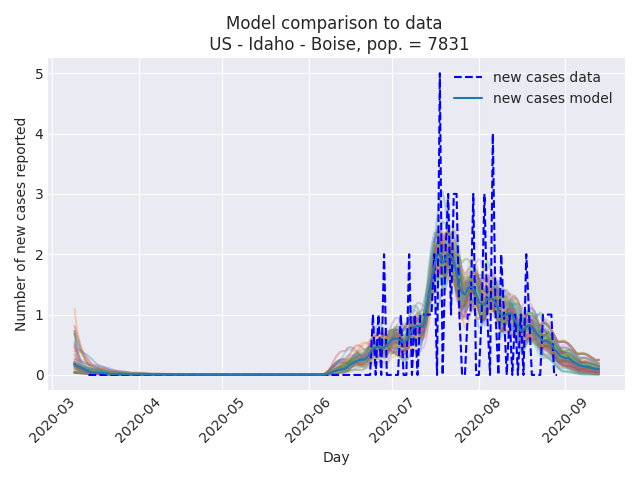 Model comparison to data
US - Idaho - Boise, pop. = 7831
new cases data
new cases model
Number of new cases reported
5
4
3
2
1
0
2020-03
2020-04
2020-05
2020-06
2020-07
2020-08
2020-09
Day